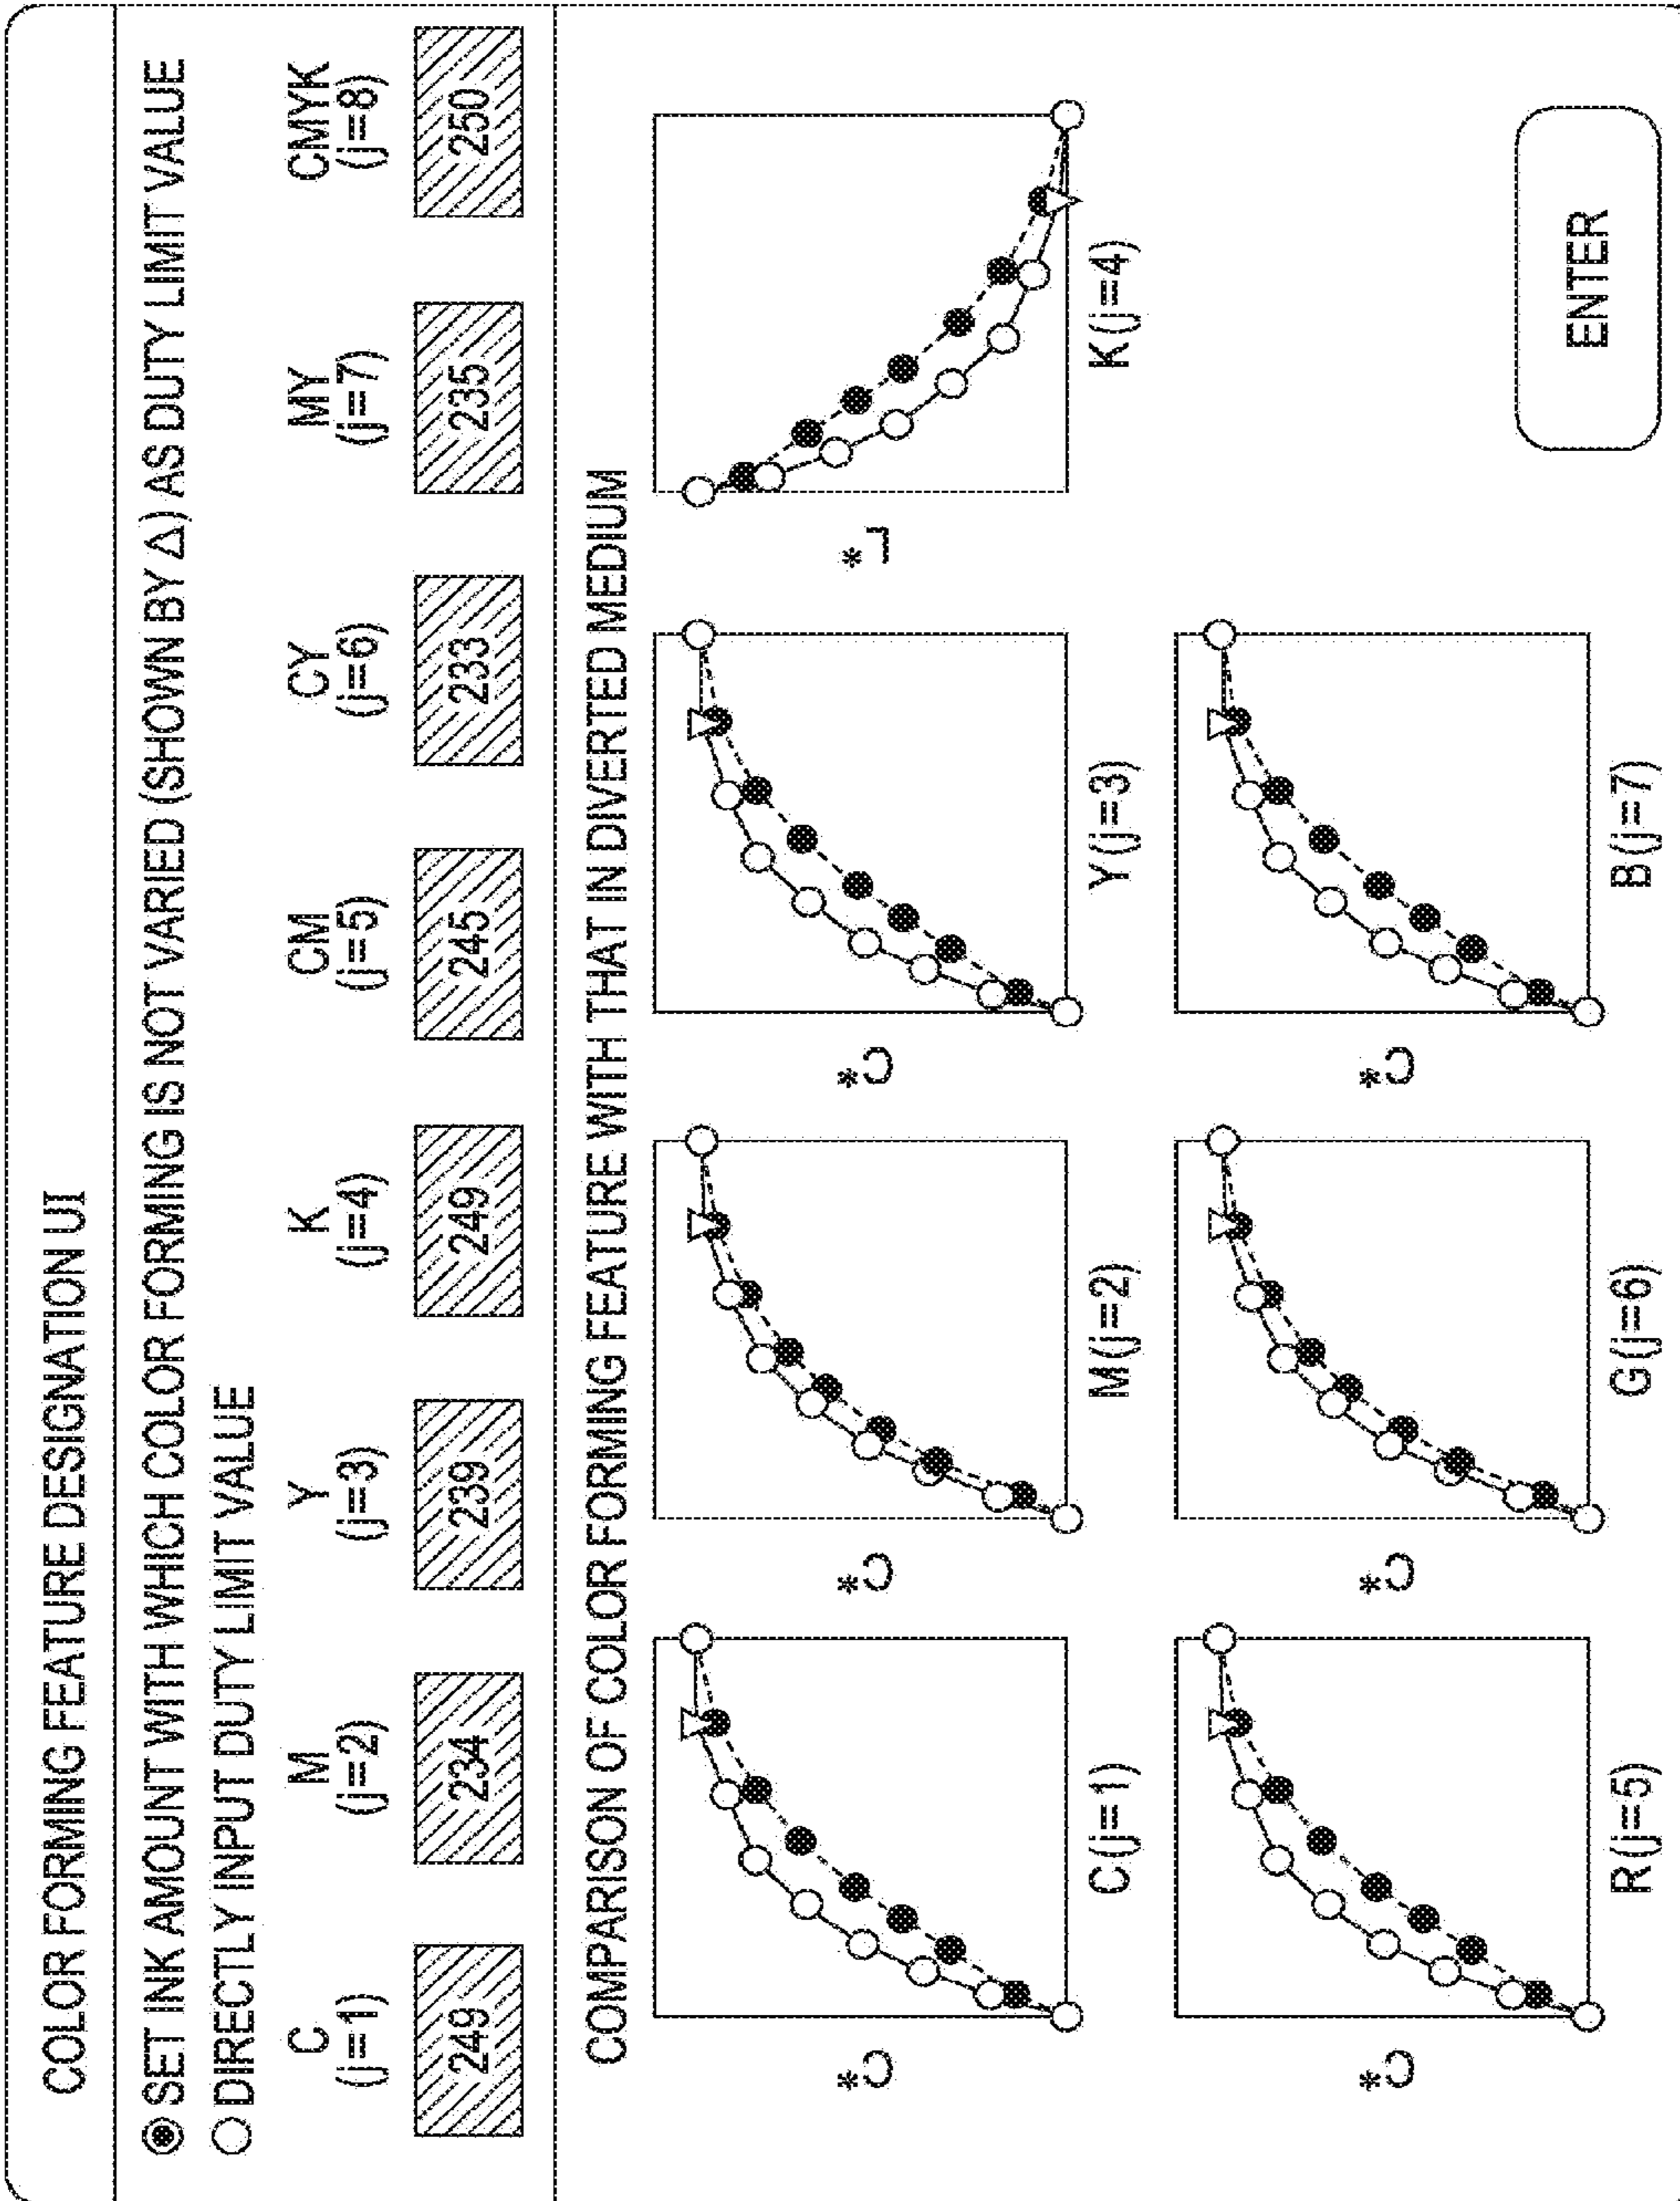 COLOR FORMING FEATURE DESIGNATION UI
SET INK AMOUNT WITH WHICH COLOR FORMING IS NOT VARIED (SHOWN BY Δ) AS DUTY LIMIT VALUE
DIRECTLY INPUT DUTY LIMIT VALUE
C M Y K CM CY MY CMYK
(j=1) (j=2) (j=3) (j=4) (j=5) (j=6) (j=7) (j=8)
249 234 239 249 245 233 235 250
COMPARISON OF COLOR FORMING FEATURE WITH THAT IN DIVERTED MEDIUM
C* C* C* L*
C(j=1) M(j=2) Y(j=3) K(j=4)
C* C* C*
R(j=5) G(j=6) B(j=7)
ENTER